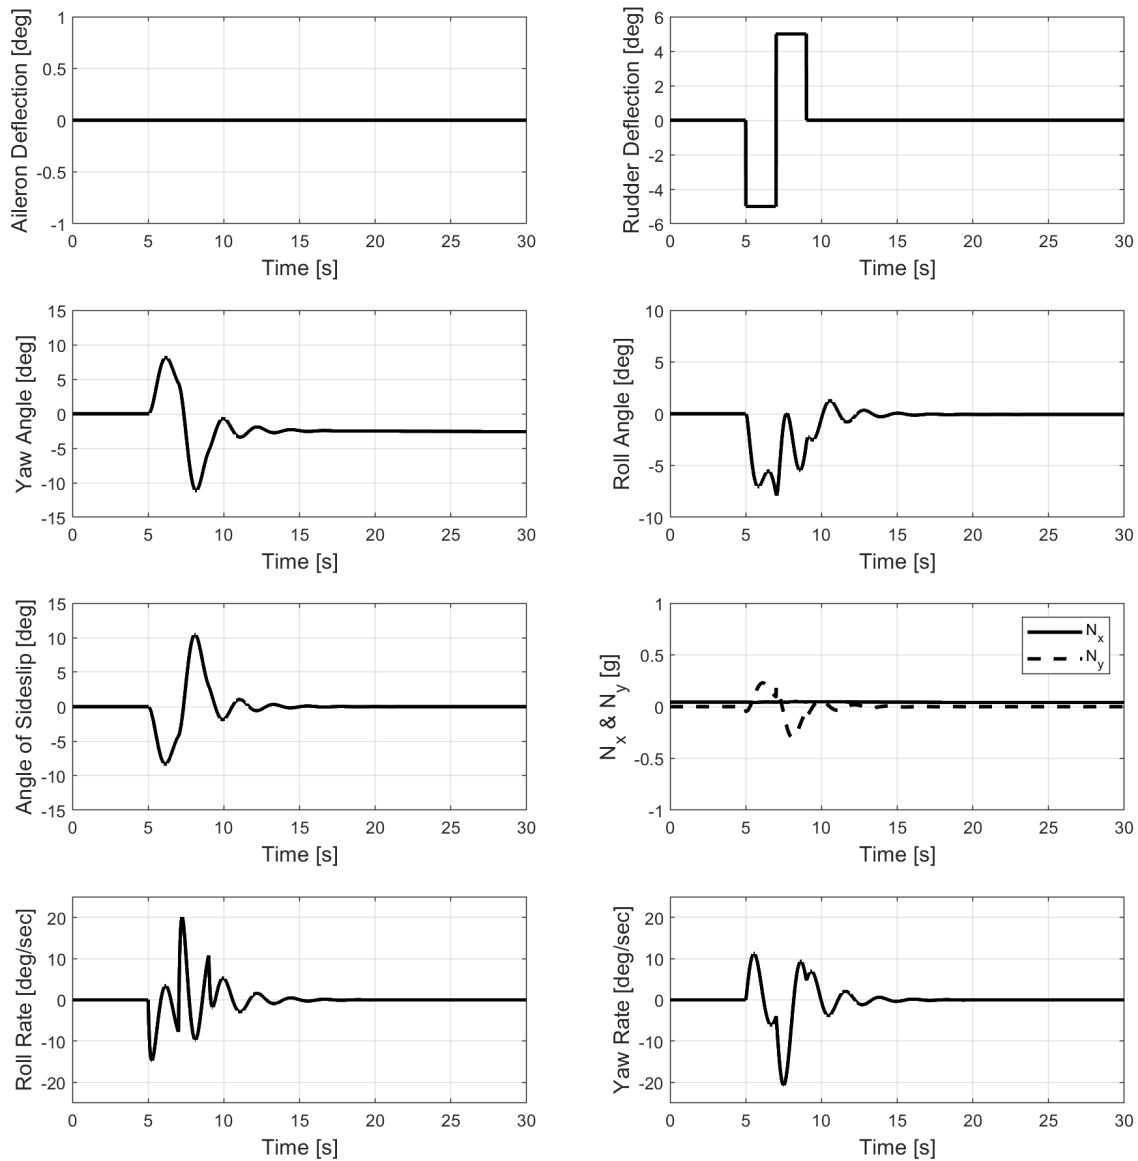 Aileron Deflection [deg]
1
0.5
0
-0.5
-1
0 5 10 15 20 25 30
Time [s]
Rudder Deflection [deg]
6
4
2
0
-2
-4
-6
0 5 10 15 20 25 30
Time [s]
Yaw Angle [deg]
15
10
5
0
-5
-10
-15
0 5 10 15 20 25 30
Time [s]
Roll Angle [deg]
10
5
0
-5
-10
0 5 10 15 20 25 30
Time [s]
Angle of Sideslip [deg]
15
10
5
0
-5
-10
-15
0 5 10 15 20 25 30
Time [s]
N_x & N_y [g]
1
0.5
0
-0.5
-1
N_x
N_y
0 5 10 15 20 25 30
Time [s]
Roll Rate [deg/sec]
20
10
0
-10
-20
0 5 10 15 20 25 30
Time [s]
Yaw Rate [deg/sec]
20
10
0
-10
-20
0 5 10 15 20 25 30
Time [s]